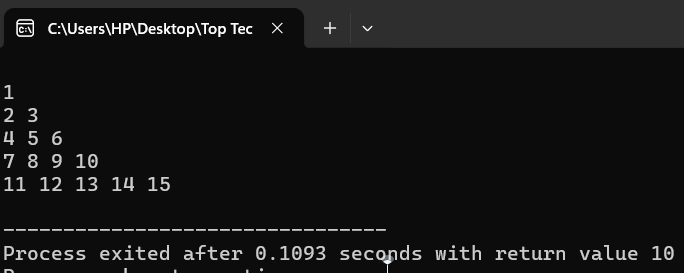 C:\Users\HP\Desktop\Top Tec
1
2 3
4 5 6
7 8 9 10
11 12 13 14 15
--------------------------------
Process exited after 0.1093 seconds with return value 10